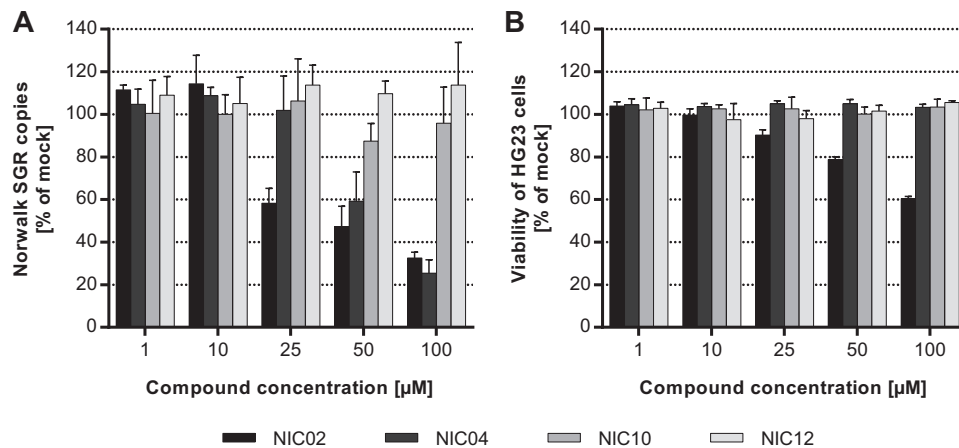 A
Norwalk SGR copies
[% of mock]
140
120
100
80
60
40
20
0
1 10 25 50 100
Compound concentration [µM]
B
Viability of HG23 cells
[% of mock]
140
120
100
80
60
40
20
0
1 10 25 50 100
Compound concentration [µM]
NIC02 NIC04 NIC10 NIC12